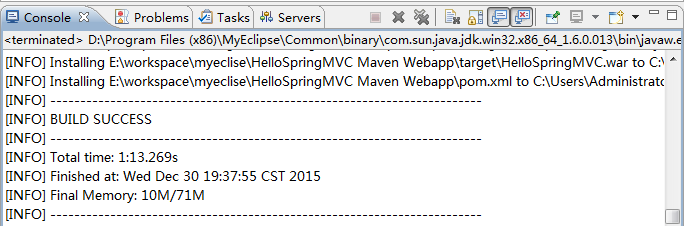 Console Problems Tasks Servers
<terminated> D:\Program Files (x86)\MyEclipse\Common\binary\com.sun.java.jdk.win32.x86_64_1.6.0.013\bin\javaw.e
[INFO] Installing E:\workspace\myeclise\HelloSpringMVC Maven Webapp\target\HelloSpringMVC.war to C:\
[INFO] Installing E:\workspace\myeclise\HelloSpringMVC Maven Webapp\pom.xml to C:\Users\Administrato
[INFO] ------------------------------------------------------------------------
[INFO] BUILD SUCCESS
[INFO] ------------------------------------------------------------------------
[INFO] Total time: 1:13.269s
[INFO] Finished at: Wed Dec 30 19:37:55 CST 2015
[INFO] Final Memory: 10M/71M
[INFO] ------------------------------------------------------------------------